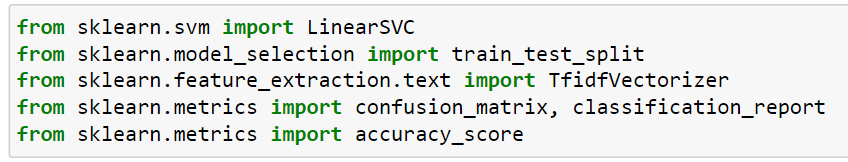 from sklearn.svm import LinearSVC
from sklearn.model_selection import train_test_split
from sklearn.feature_extraction.text import TfidfVectorizer
from sklearn.metrics import confusion_matrix, classification_report
from sklearn.metrics import accuracy_score